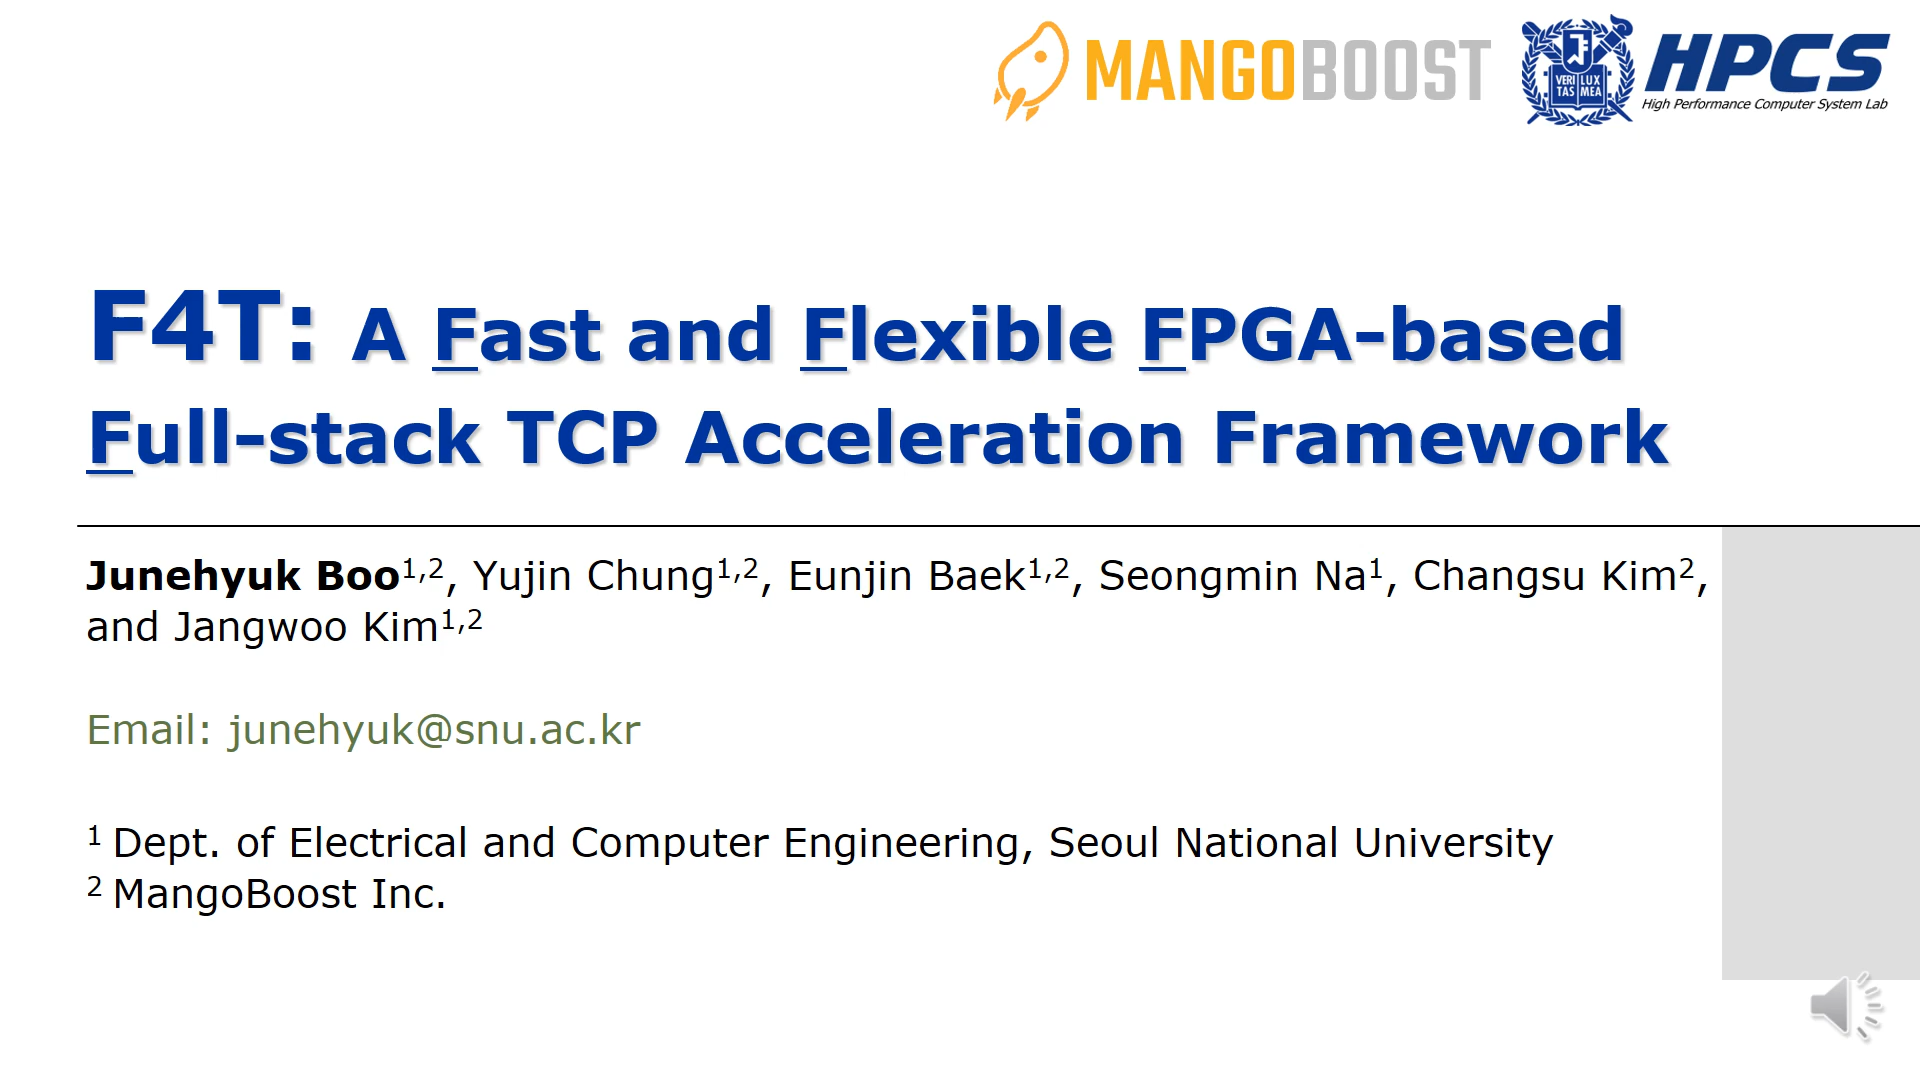 MANGOBOOST
VERI LUX
TAS MEA
HPCS
High Performance Computer System Lab
F4T: A Fast and Flexible FPGA-based
Full-stack TCP Acceleration Framework
Junehyuk Boo1,2, Yujin Chung1,2, Eunjin Baek1,2, Seongmin Na1, Changsu Kim2,
and Jangwoo Kim1,2
Email: junehyuk@snu.ac.kr
1 Dept. of Electrical and Computer Engineering, Seoul National University
2 MangoBoost Inc.